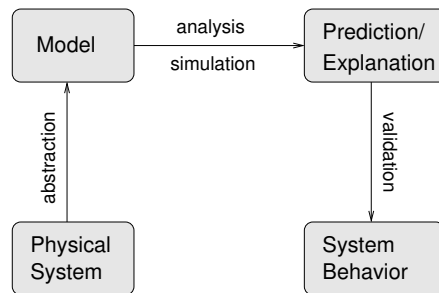 Model
analysis
simulation
Prediction/
Explanation
abstraction
validation
Physical
System
System
Behavior